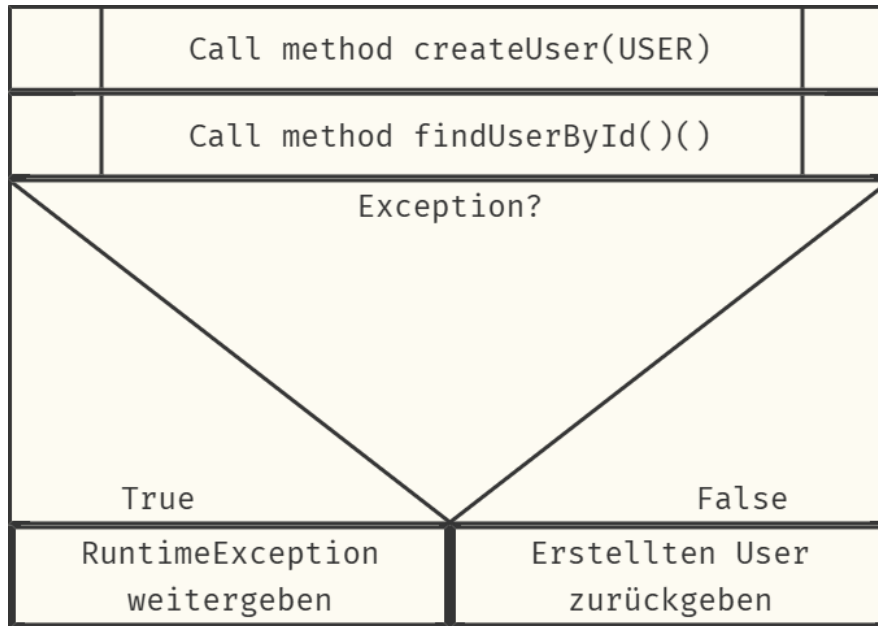 Call method createUser(USER)
Call method findUserById()()
Exception?
True
False
RuntimeException
weitergeben
Erstellten User
zurückgeben